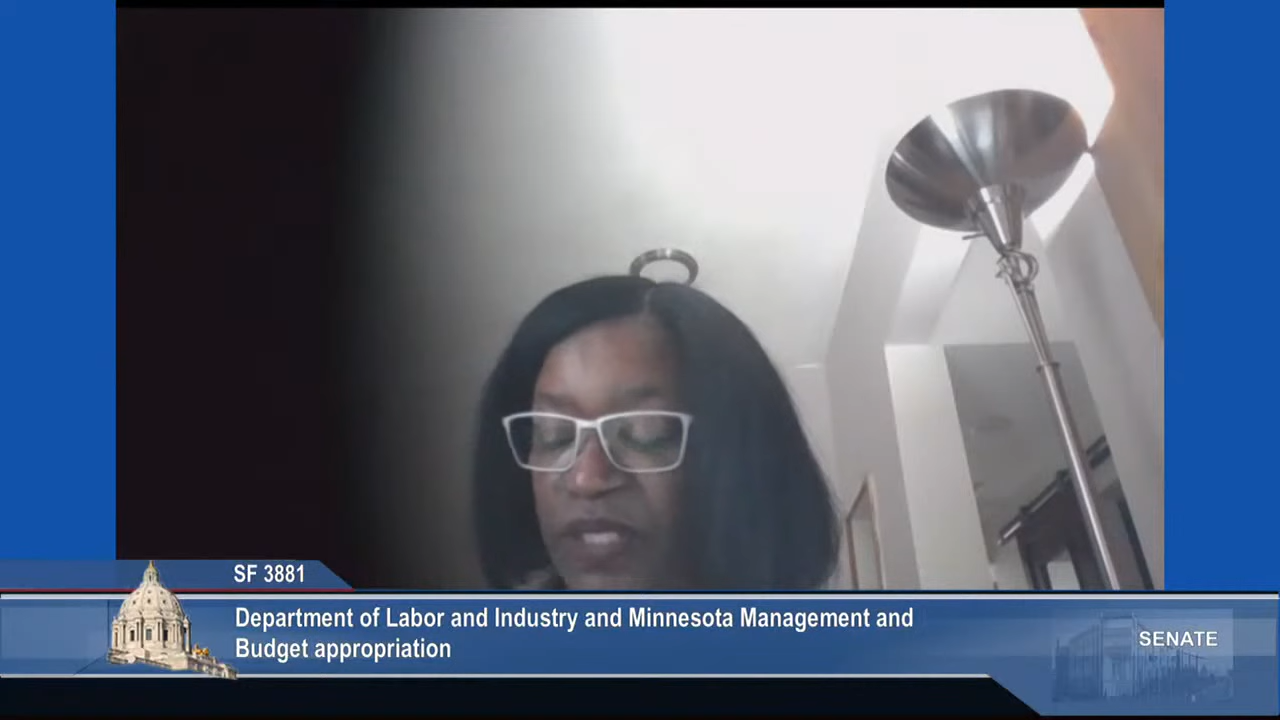 SF 3881
Department of Labor and Industry and Minnesota Management and
Budget appropriation
SENATE